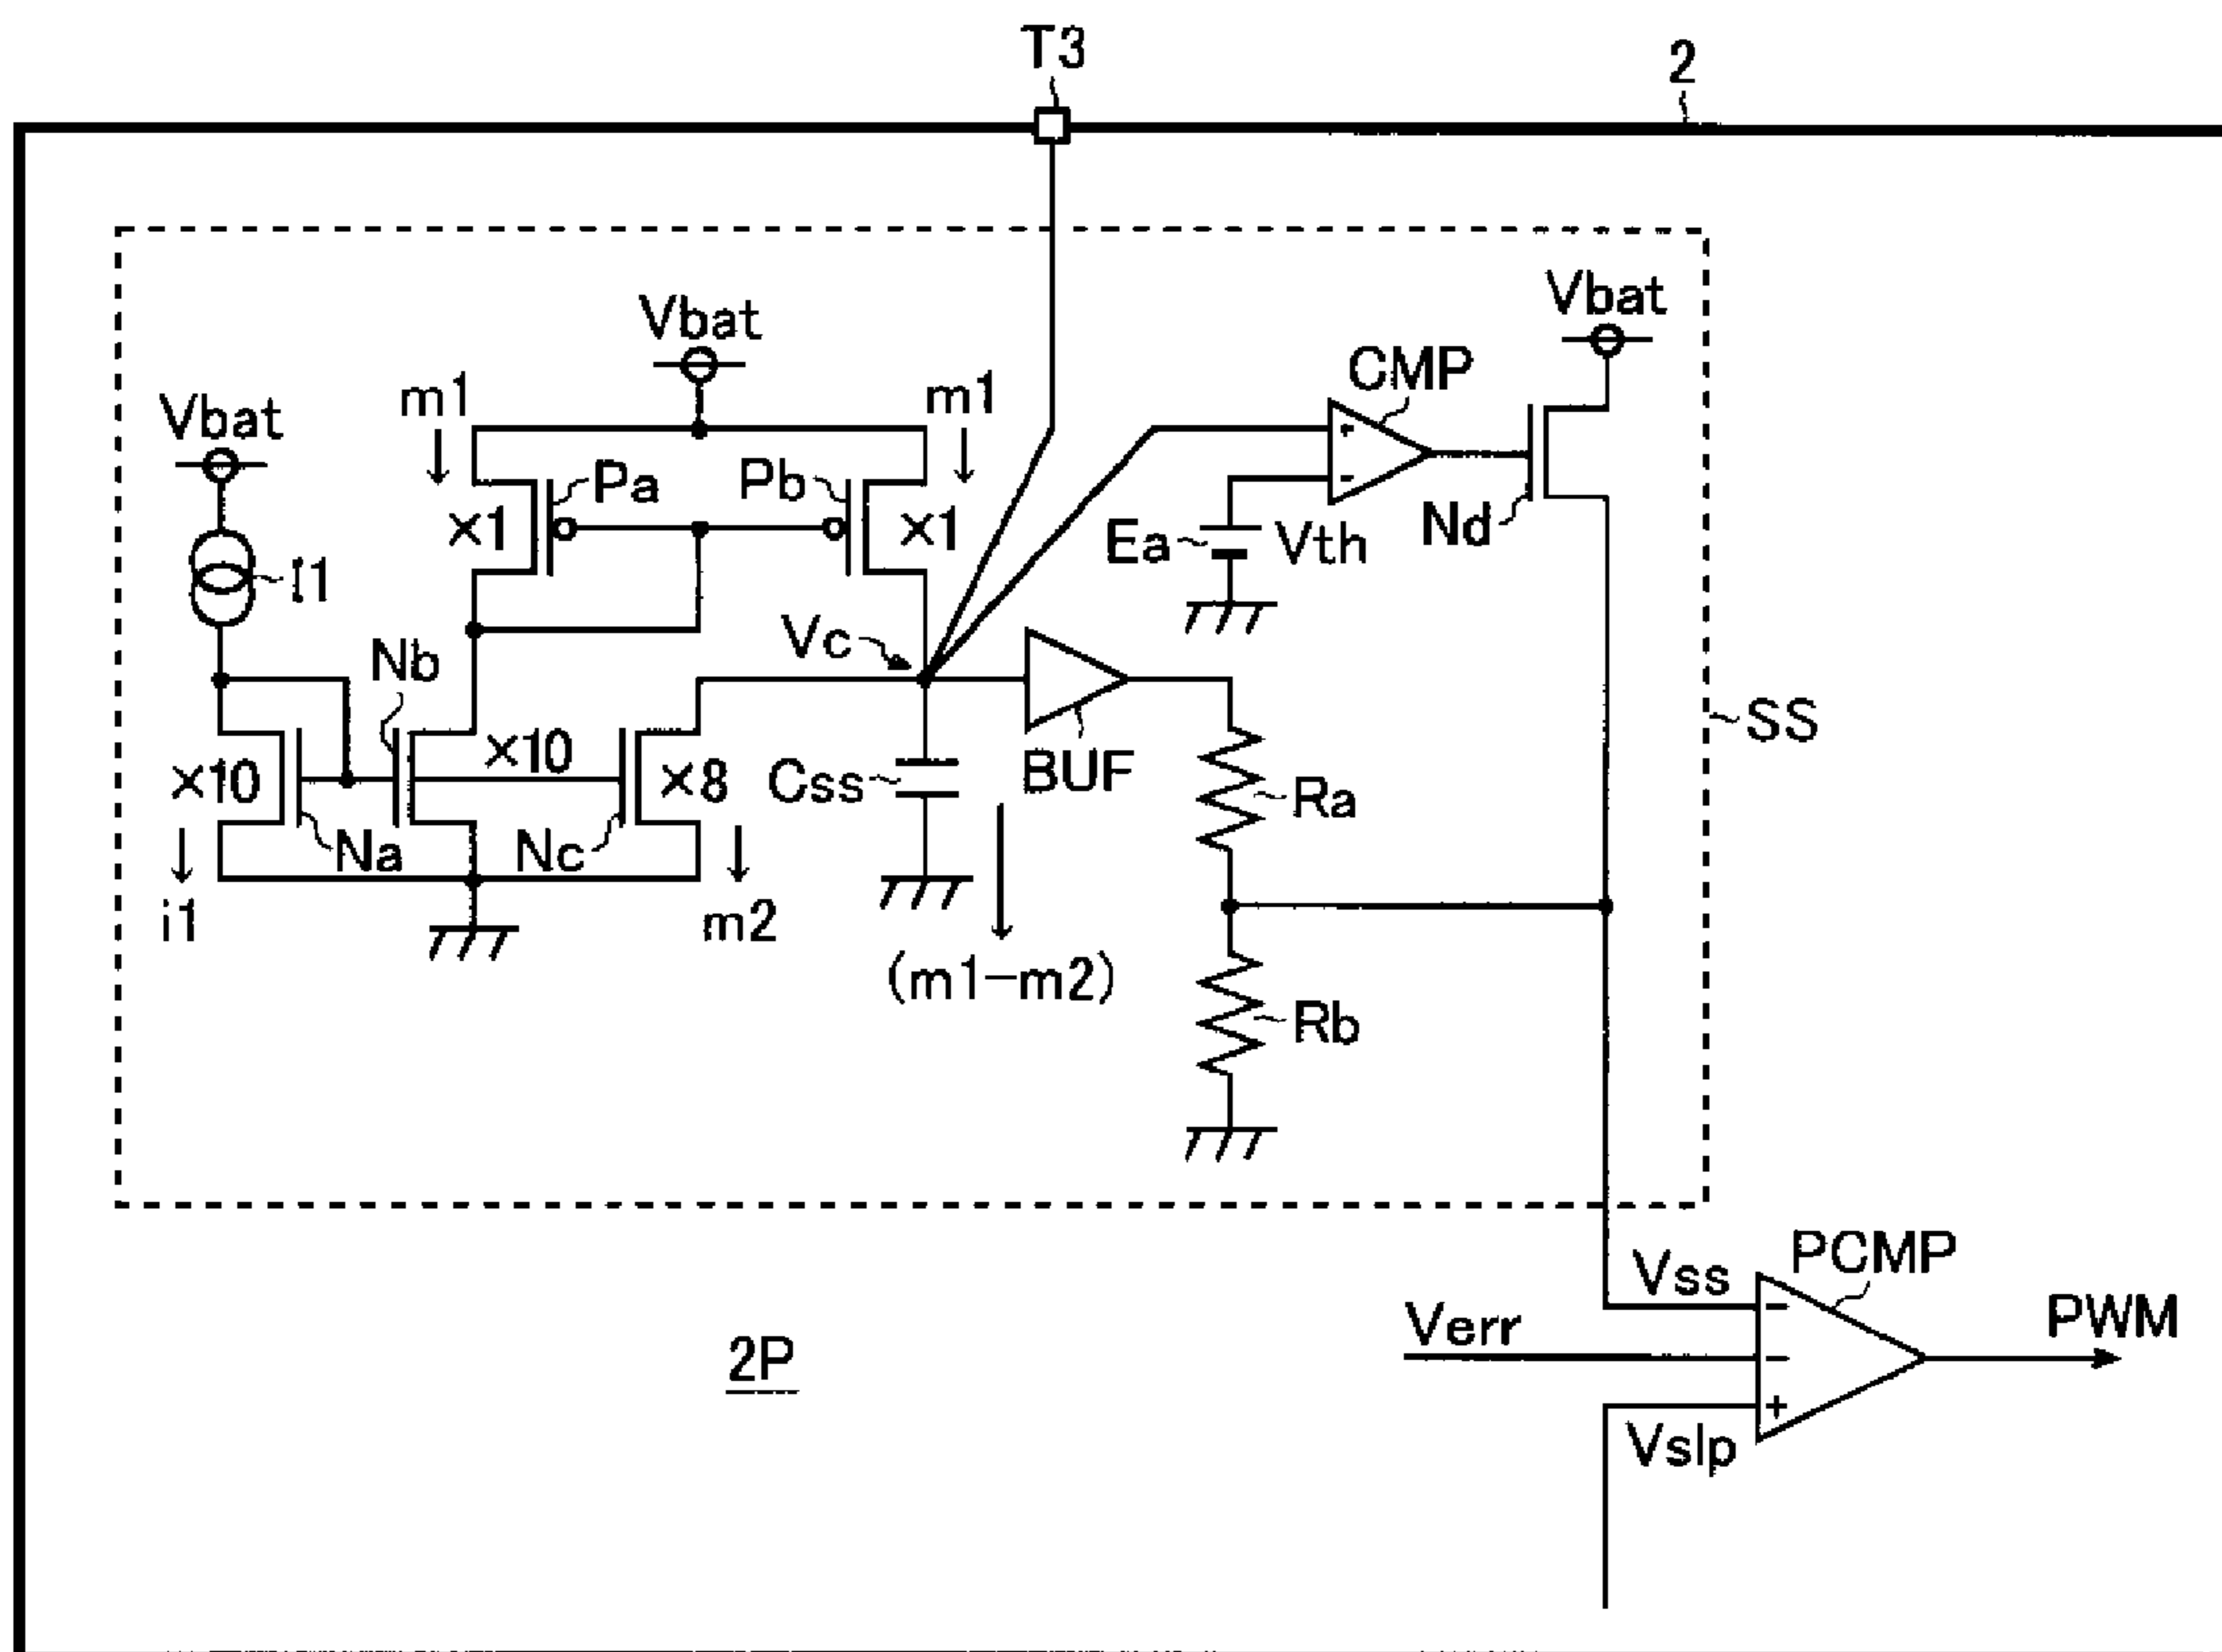 T3
2
Vbat
Vbat
CMP
m1
m1
Vbat
+
-
Pa
Pb
×1
×1
Ea
Vth
Nd
I1
Vc
Nb
SS
×10
×10
×8
Css
BUF
Ra
Na
Nc
i1
m2
(m1-m2)
Rb
PCMP
Vss
-
PWM
Verr
-
2P
+
Vslp